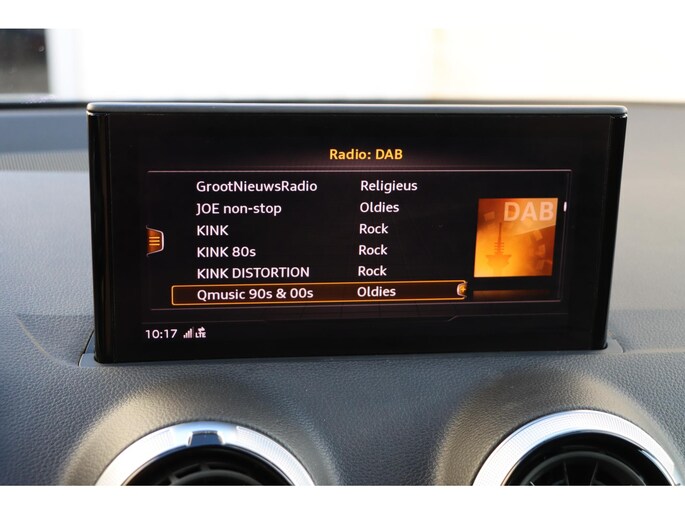 Radio: DAB
GrootNieuwsRadio Religieus
JOE non-stop Oldies
KINK Rock
KINK 80s Rock
KINK DISTORTION Rock
Qmusic 90s & 00s Oldies
DAB
10:17 LTE